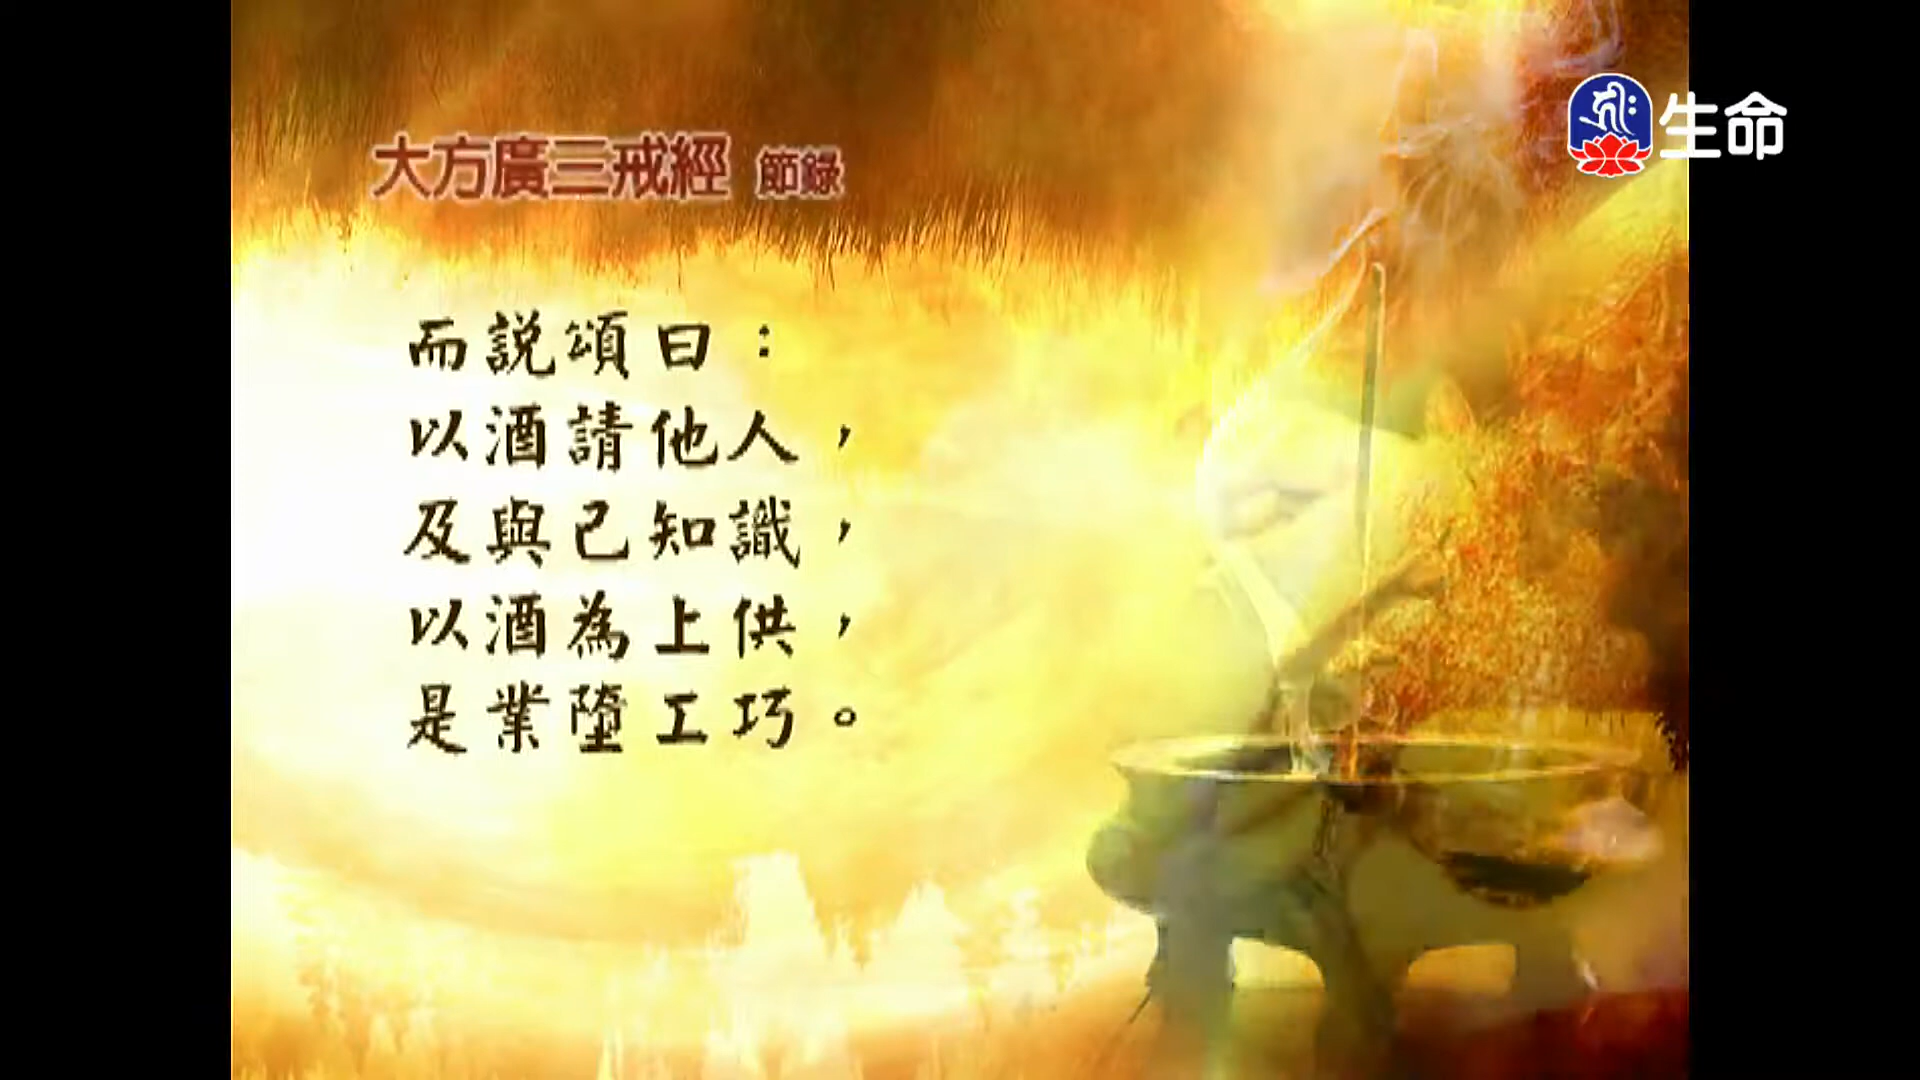 大方廣三戒經 節錄
生命
而說頌曰：
以酒請他人，
及與己知識，
以酒為上供，
是業墮工巧。